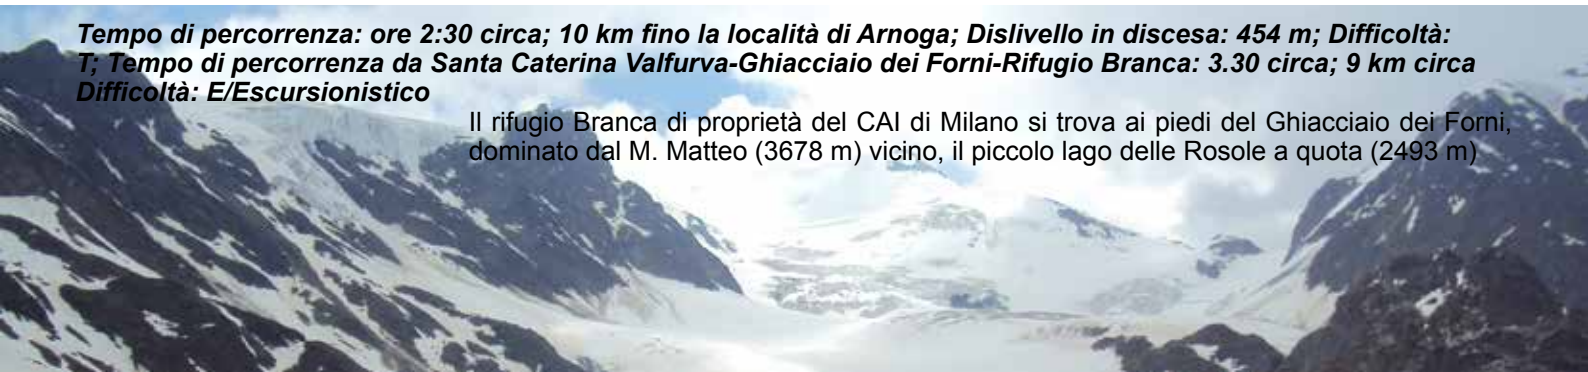 Tempo di percorrenza: ore 2:30 circa; 10 km fino la località di Arnoga; Dislivello in discesa: 454 m; Difficoltà:
T; Tempo di percorrenza da Santa Caterina Valfurva-Ghiacciaio dei Forni-Rifugio Branca: 3.30 circa; 9 km circa
Difficoltà: E/Escursionistico
Il rifugio Branca di proprietà del CAI di Milano si trova ai piedi del Ghiacciaio dei Forni,
dominato dal M. Matteo (3678 m) vicino, il piccolo lago delle Rosole a quota (2493 m)